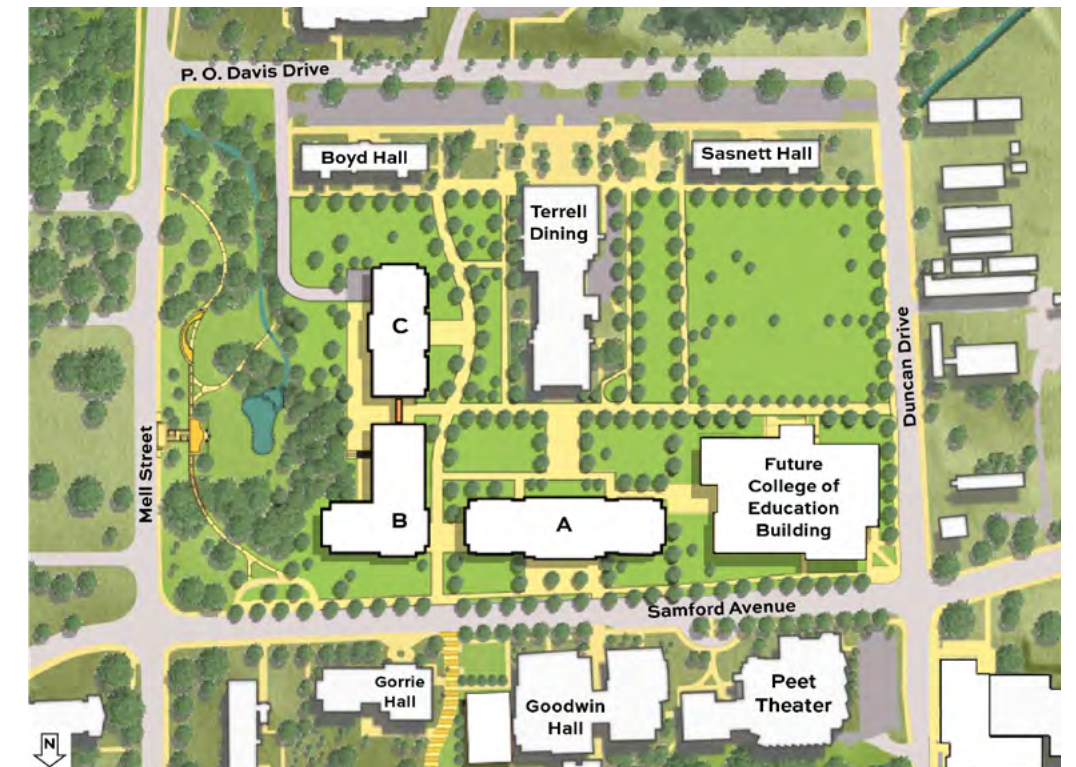 P. O. Davis Drive
Boyd Hall
Sasnett Hall
Terrell
Dining
C
Duncan Drive
Mell Street
Future
College of
Education
Building
B
A
Samford Avenue
Gorrie
Hall
Goodwin
Hall
Peet
Theater
N